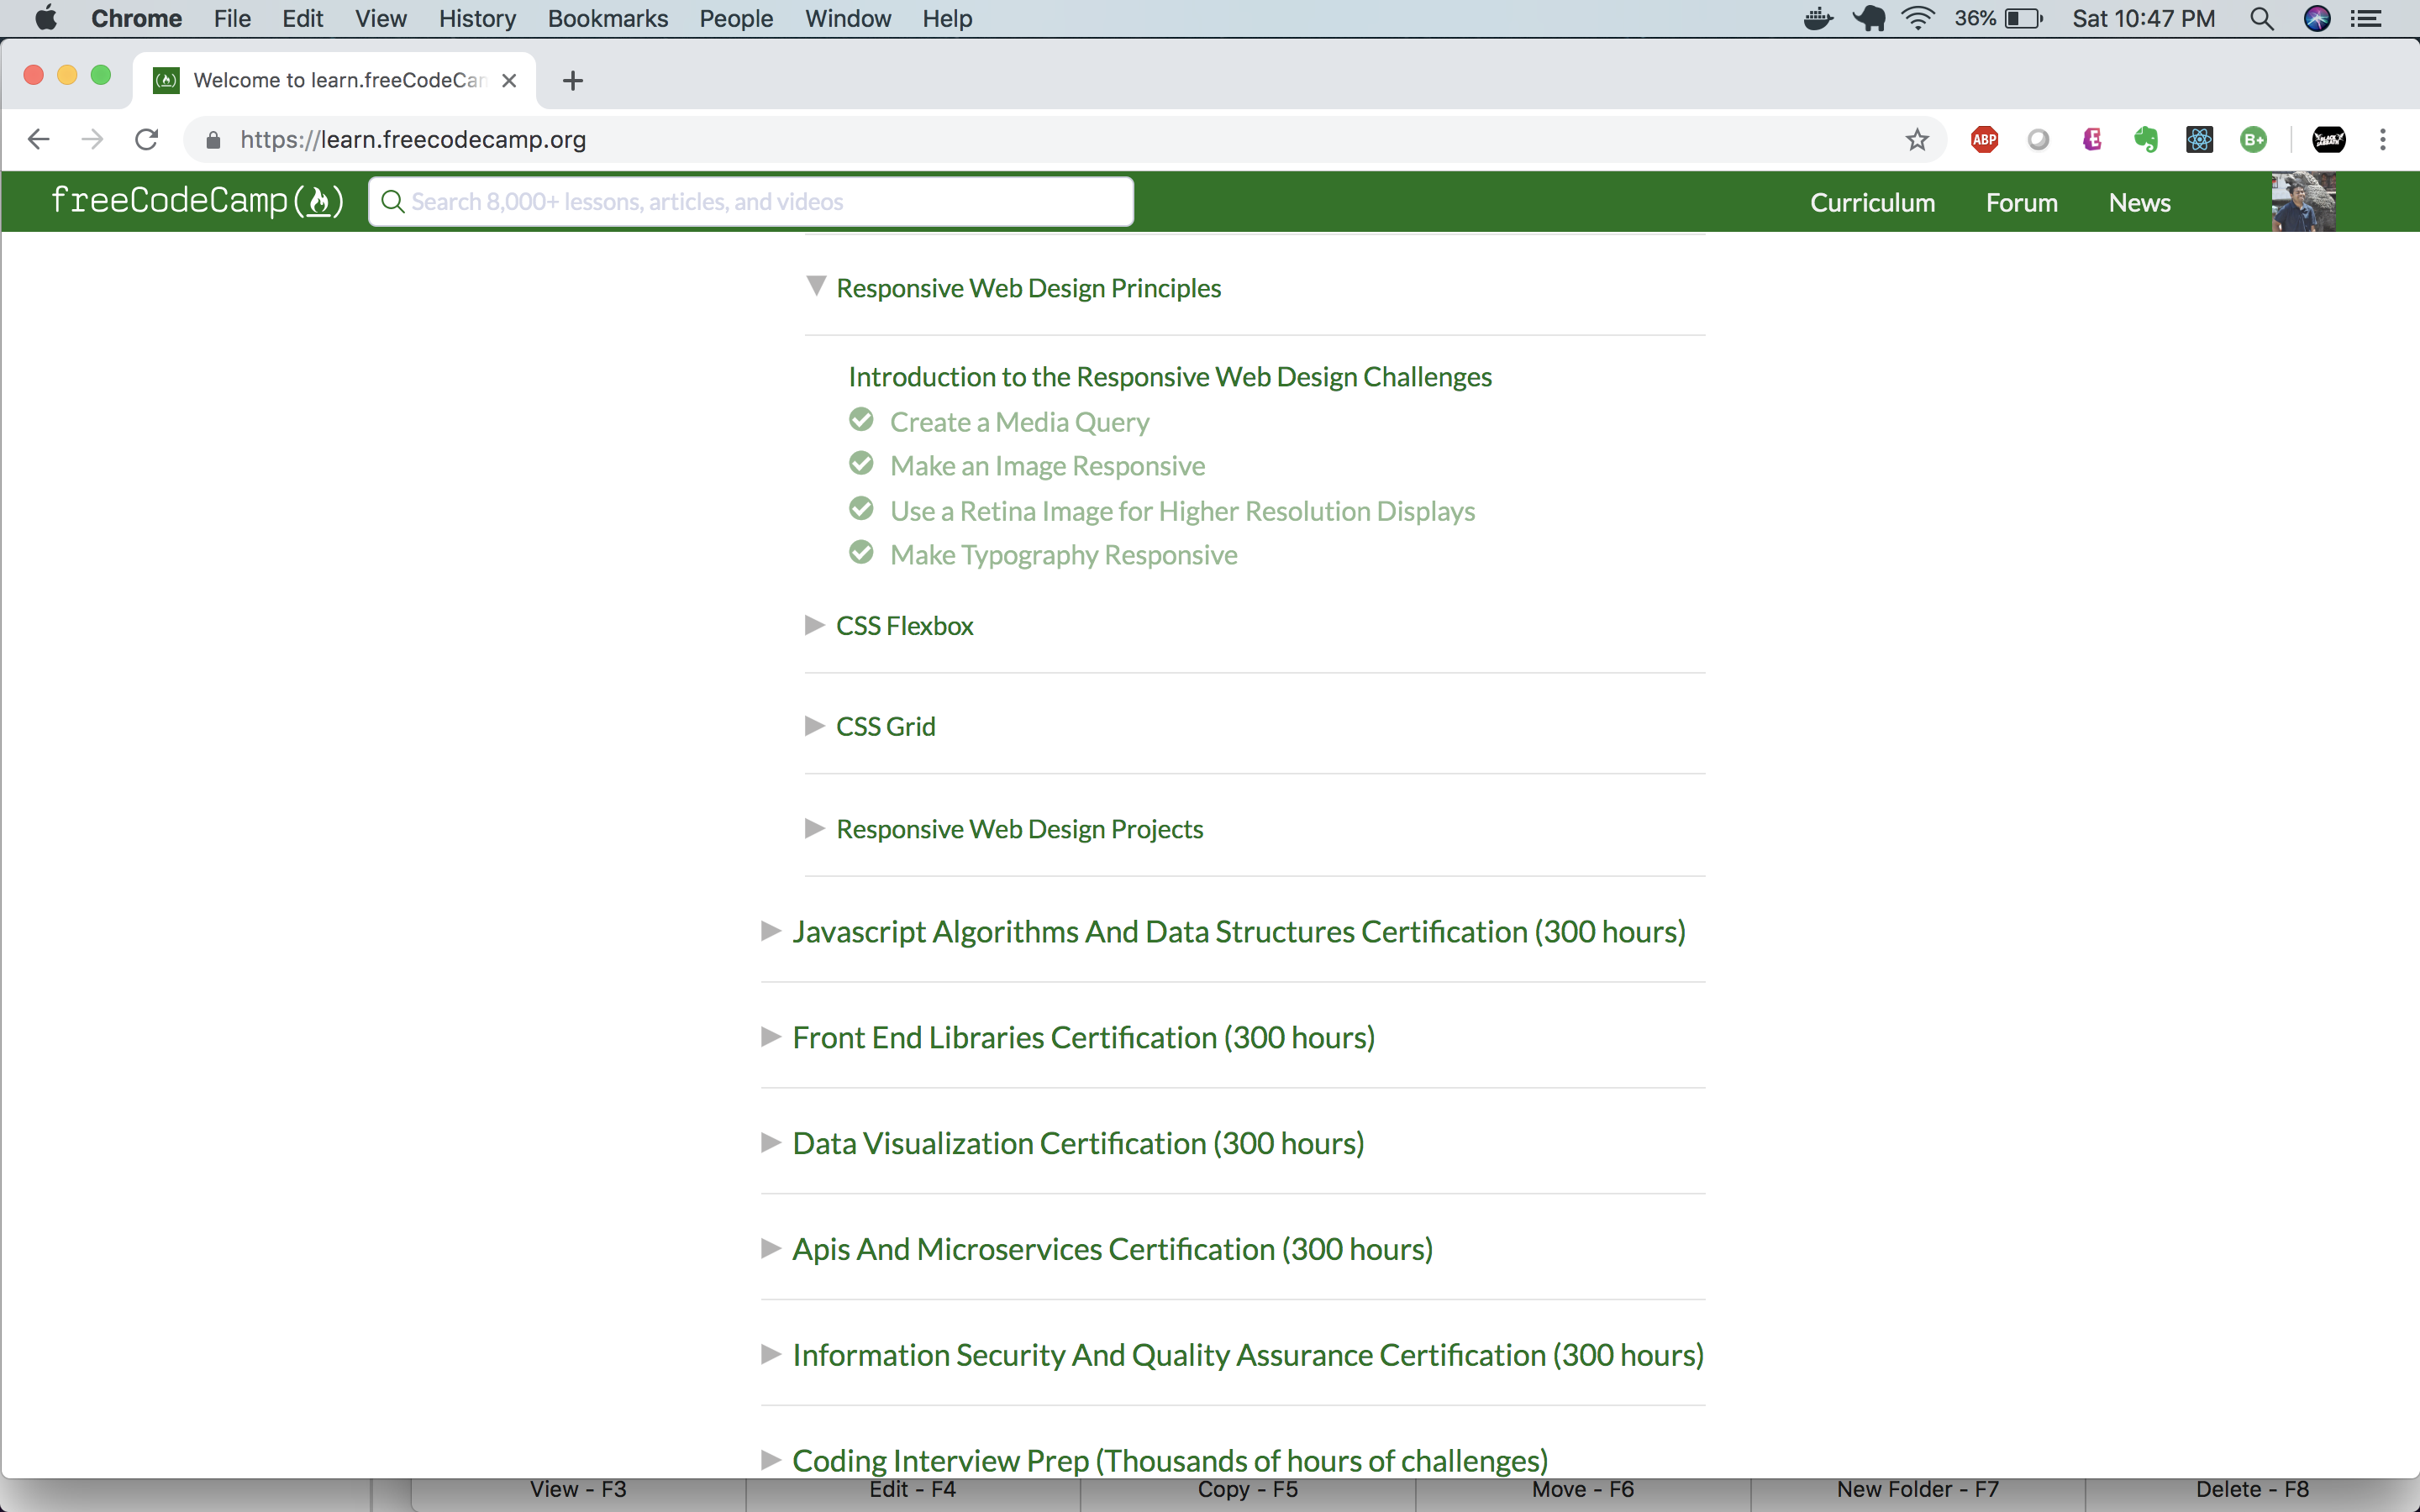 Chrome File Edit View History Bookmarks People Window Help 36% Sat 10:47 PM
Welcome to learn.freeCodeCan
https://learn.freecodecamp.org ABP E B+
freeCodeCamp Search 8,000+ lessons, articles, and videos Curriculum Forum News
Responsive Web Design Principles
Introduction to the Responsive Web Design Challenges
Create a Media Query
Make an Image Responsive
Use a Retina Image for Higher Resolution Displays
Make Typography Responsive
CSS Flexbox
CSS Grid
Responsive Web Design Projects
Javascript Algorithms And Data Structures Certification (300 hours)
Front End Libraries Certification (300 hours)
Data Visualization Certification (300 hours)
Apis And Microservices Certification (300 hours)
Information Security And Quality Assurance Certification (300 hours)
Coding Interview Prep (Thousands of hours of challenges)
View - F3 Edit - F4 Copy - F5 Move - F6 New Folder - F7 Delete - F8